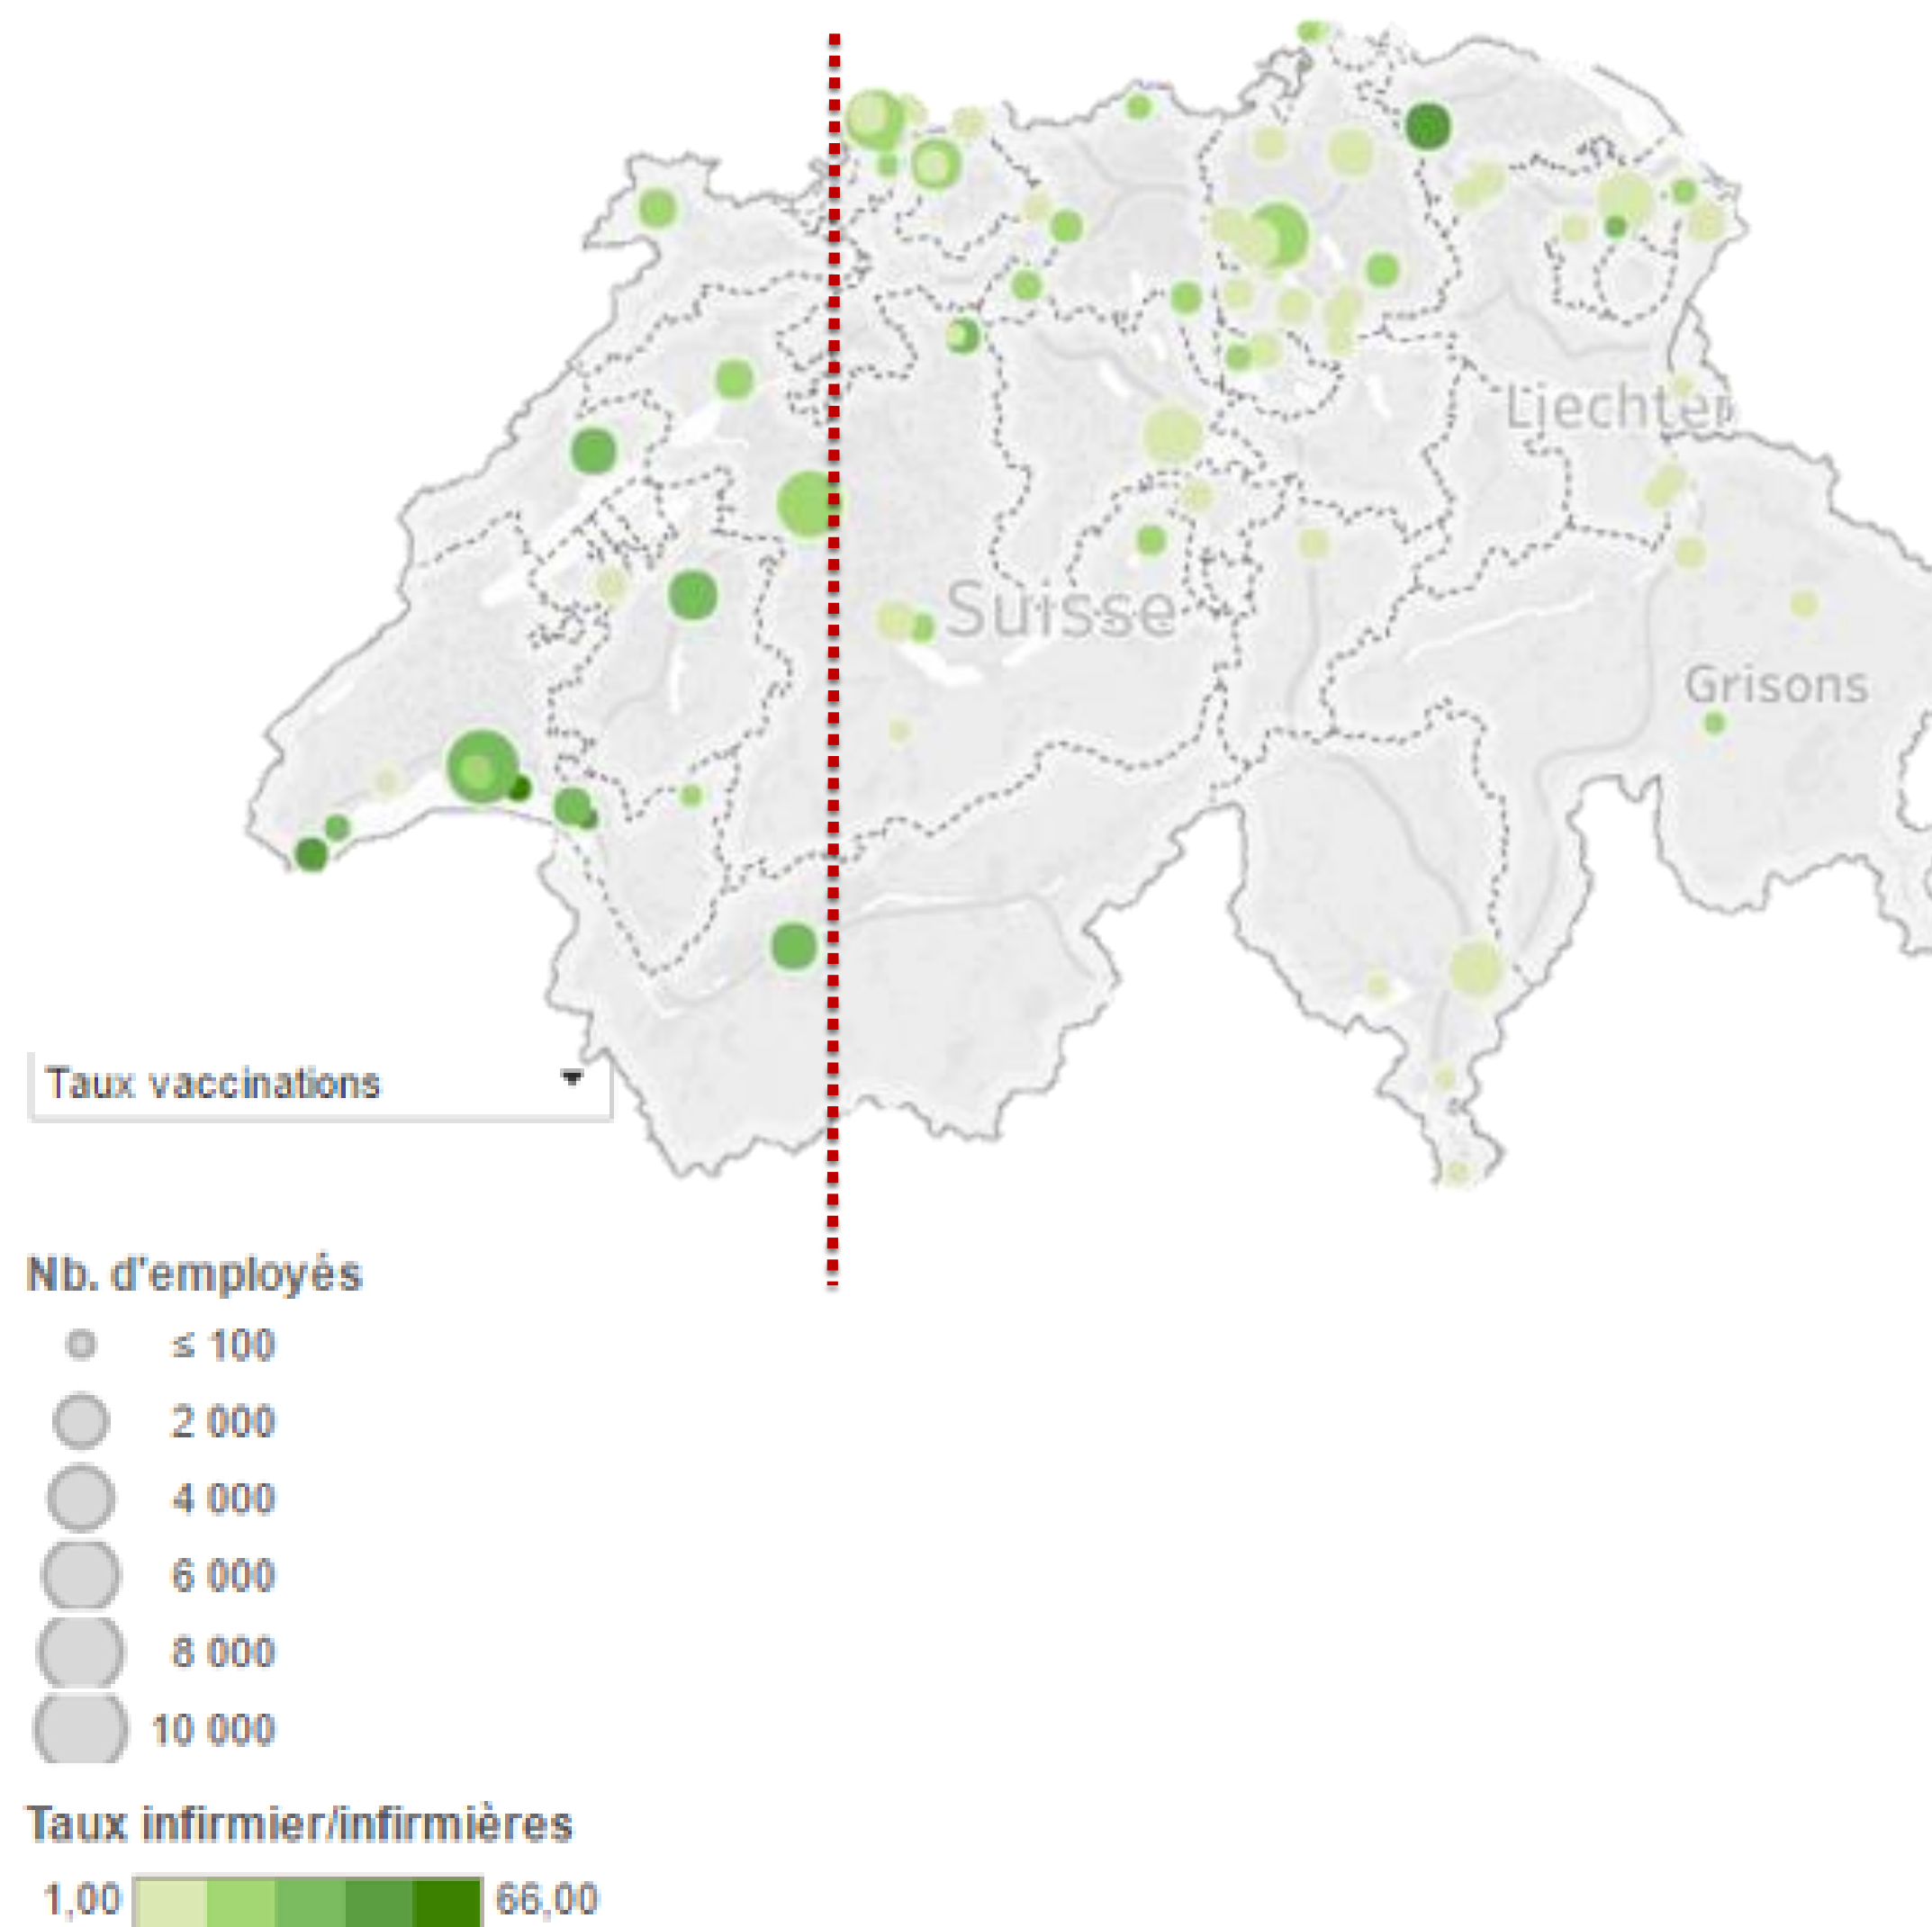 Liechten
Suisse
Grisons
Taux vaccinations
Nb. d'employés
≤ 100
2 000
4 000
6 000
8 000
10 000
Taux infirmier/infirmières
1,00 66,00